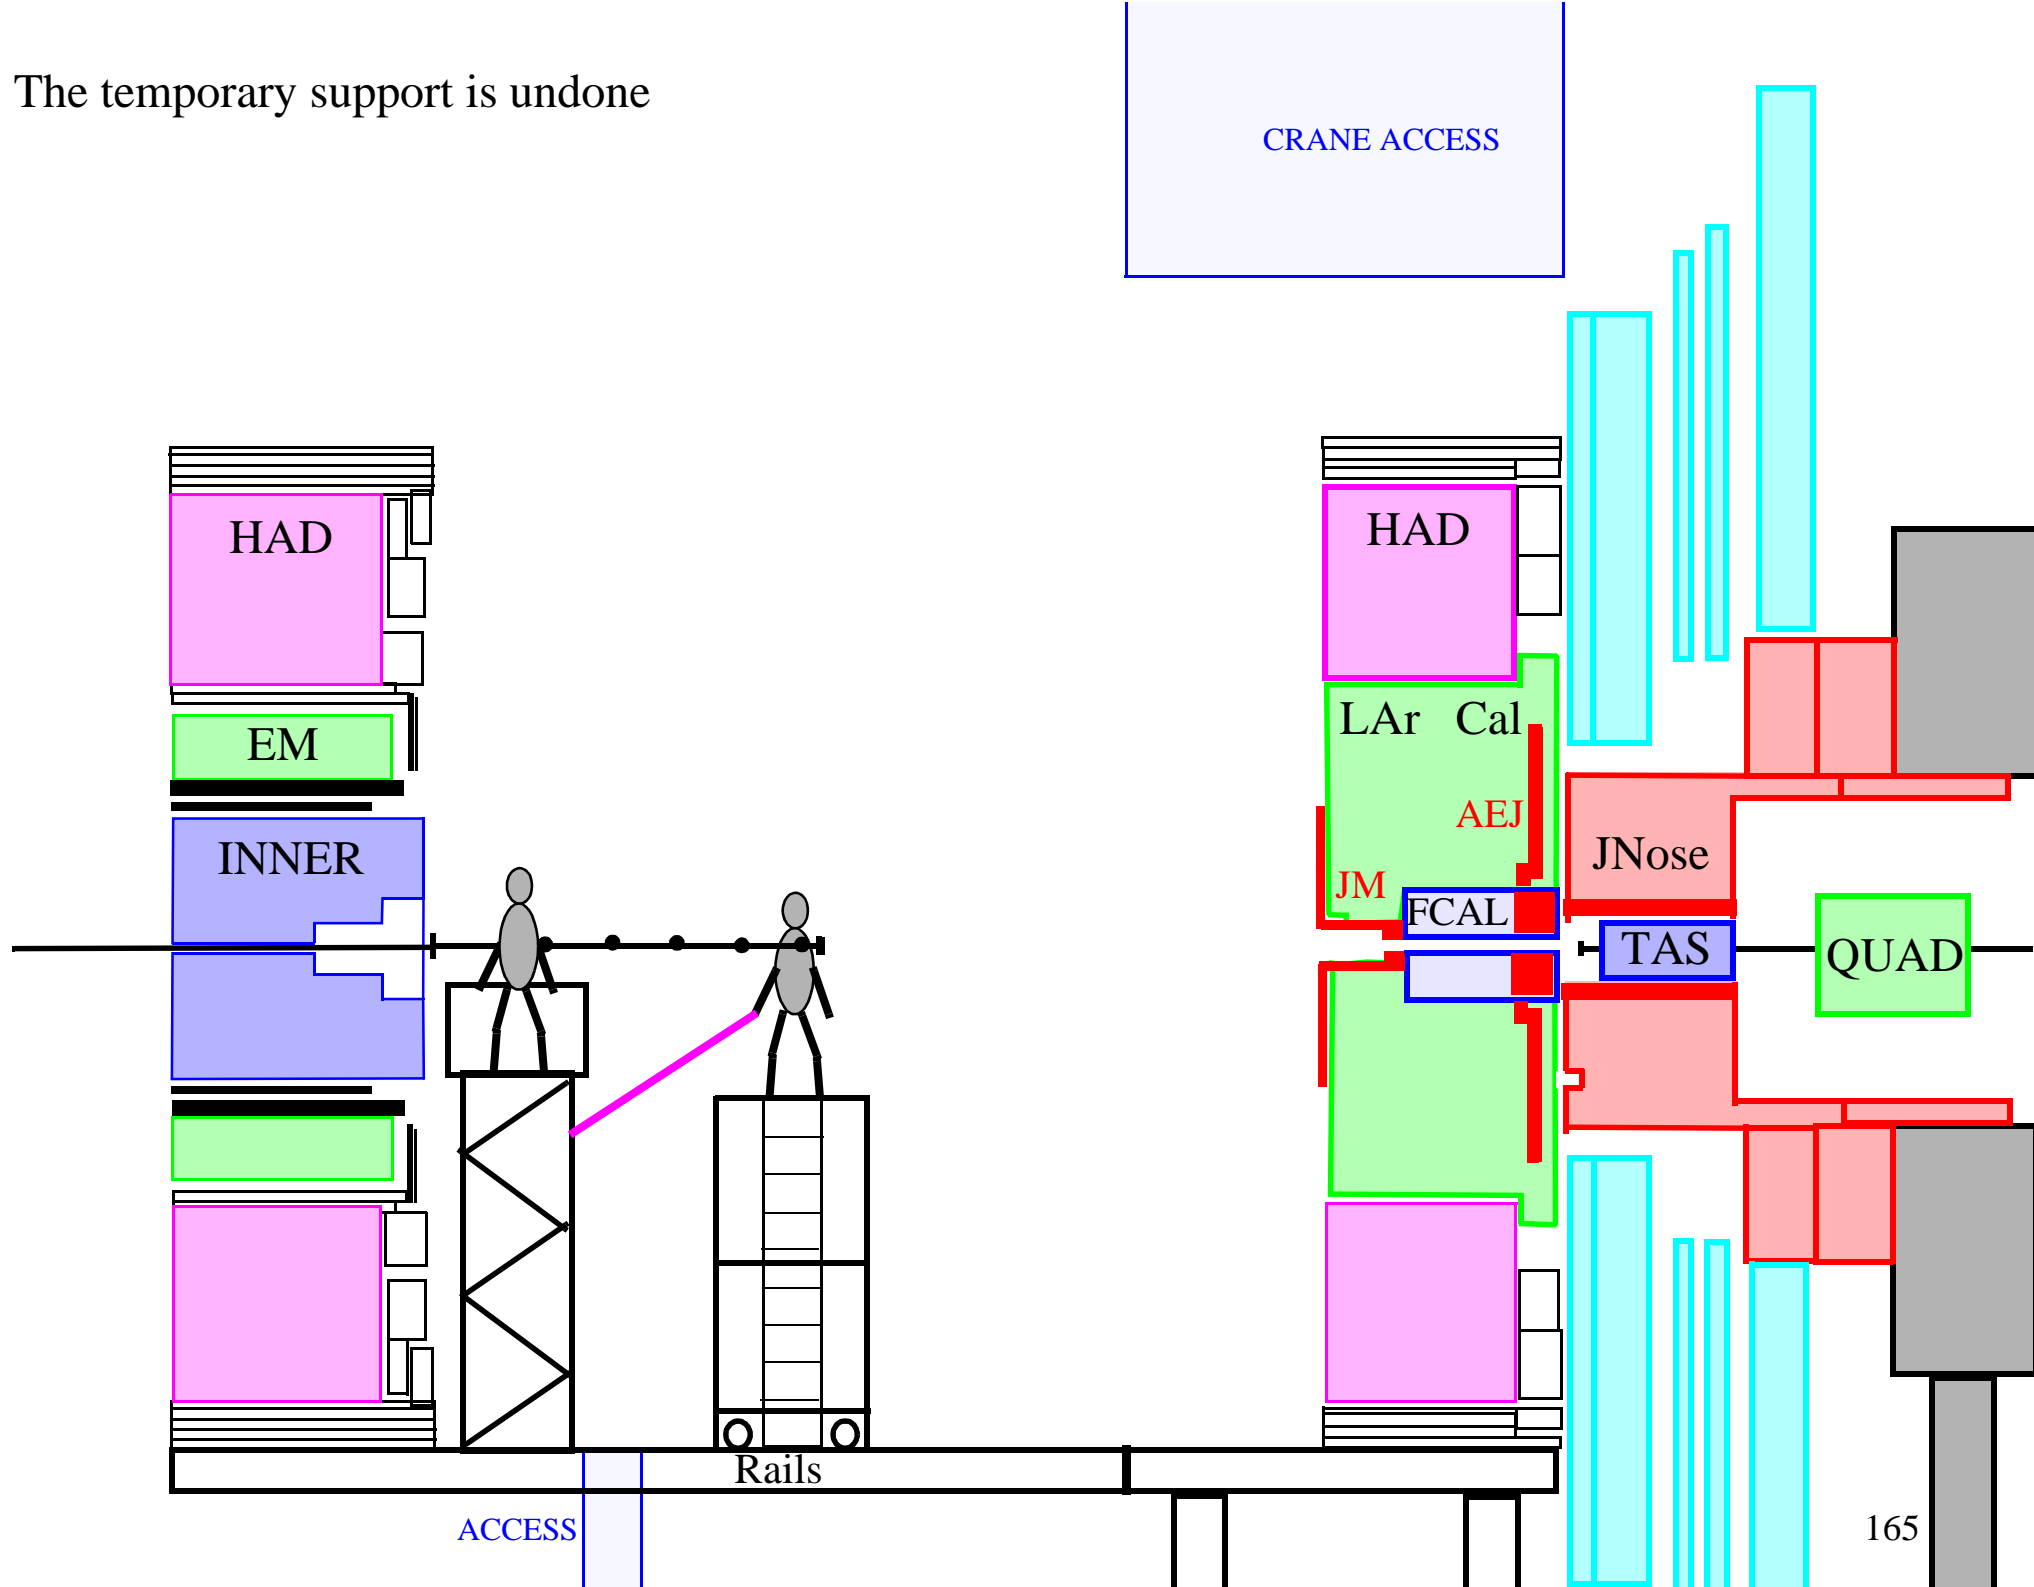 The temporary support is undone
CRANE ACCESS
HAD
HAD
LAr Cal
EM
AEJ
INNER
JNose
JM
FCAL
TAS
QUAD
Rails
ACCESS
165